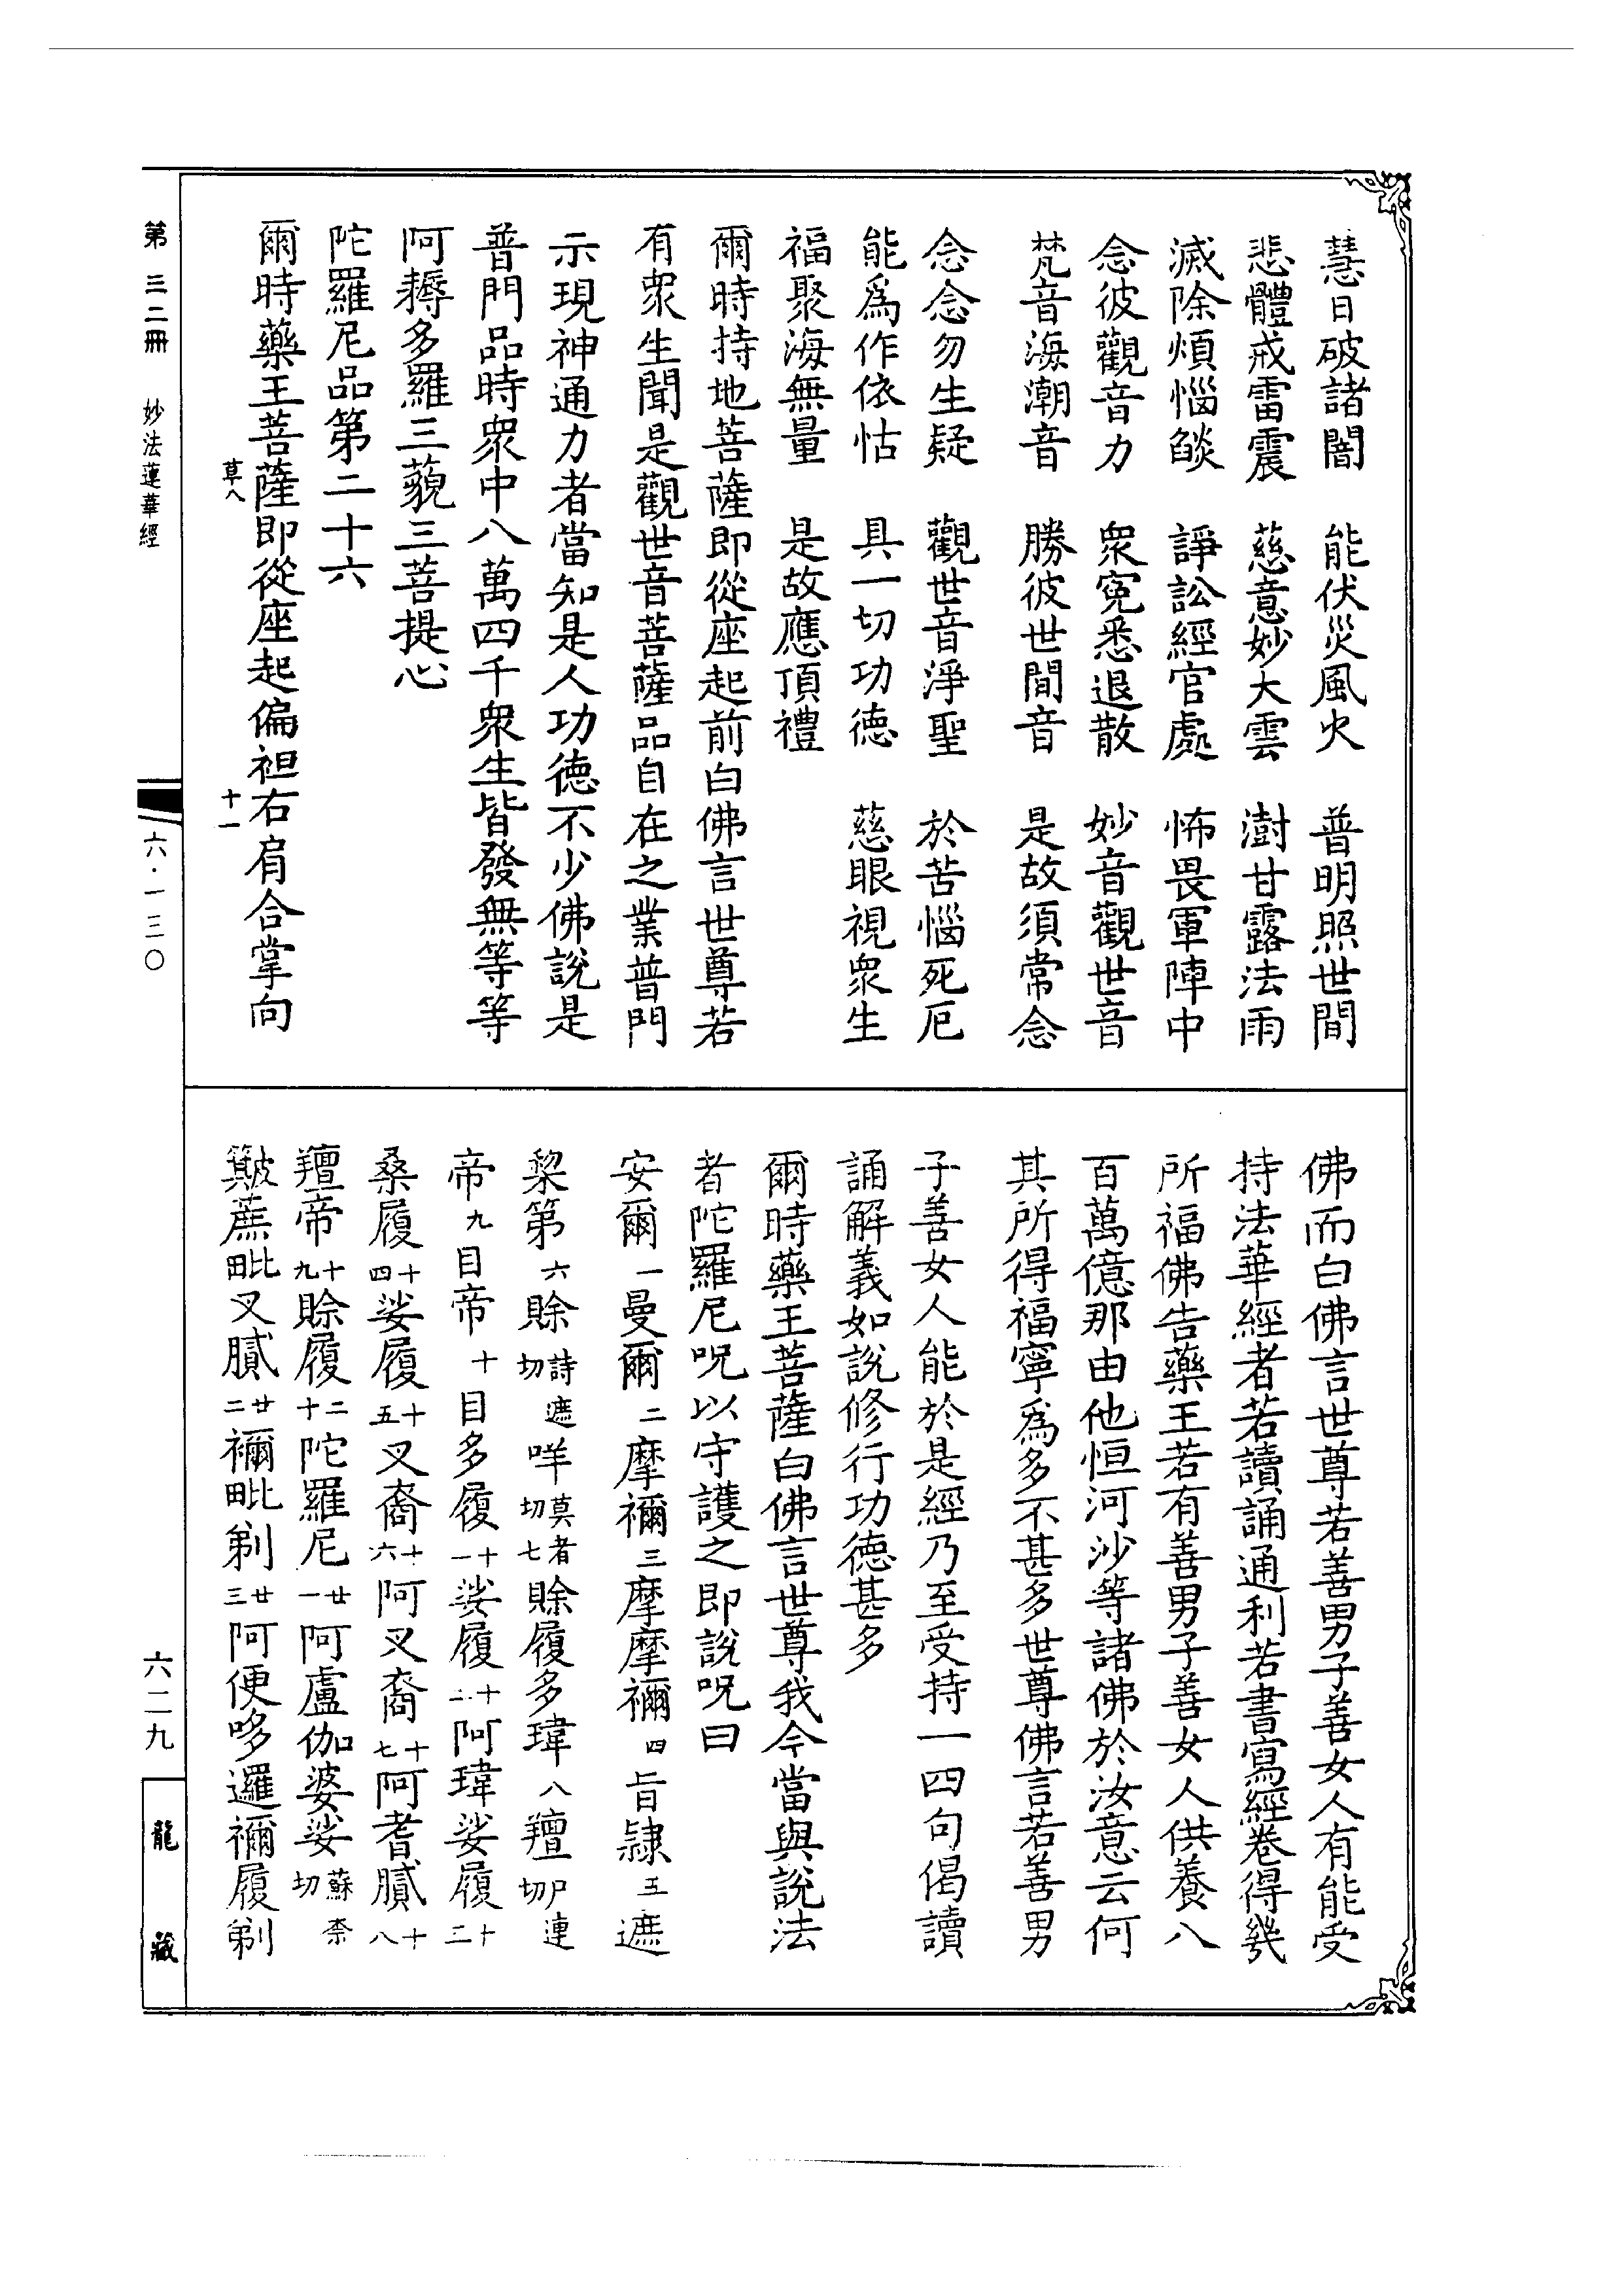 慧日破諸闇　能伏災風火　普明照世間
悲體戒雷震　慈意妙大雲　澍甘露法雨
滅除煩惱燄　諍訟經官處　怖畏軍陣中
念彼觀音力　眾寃悉退散　妙音觀世音
梵音海潮音　勝彼世間音　是故須常念
念念勿生疑　觀世音淨聖　於苦惱死厄
能爲作依怙　具一切功德　慈眼視眾生
福聚海無量　是故應頂禮
爾時持地菩薩即從座起前白佛言世尊若
有眾生聞是觀世音菩薩品自在之業普門
示現神通力者當知是人功德不少佛說是
普門品時眾中八萬四千眾生皆發無等等
阿耨多羅三藐三菩提心
陀羅尼品第二十六
爾時藥王菩薩即從座起偏袒右肩合掌向
草八　十一
佛而白佛言世尊若善男子善女人有能受
持法華經者若讀誦通利若書寫經卷得幾
所福佛告藥王若有善男子善女人供養八
百萬億那由他恒河沙等諸佛於汝意云何
其所得福寧爲多不甚多世尊佛言若善男
子善女人能於是經乃至受持一四句偈讀
誦解義如說修行功德甚多
爾時藥王菩薩白佛言世尊我今當與說法
者陀羅尼呪以守護之即說呪曰
安爾一曼爾二摩禰三摩摩禰四旨隸五遮
棃第六賒詩遮切咩莫者切七賒履多瑋八羶尸連切
帝九目帝十目多履十一娑履十二阿瑋娑履十三
桑履十四娑履十五叉裔十六阿叉裔十七阿耆膩十八
羶帝十九賒履二十陀羅尼廿一阿盧伽婆娑蘇奈切
簸蔗毗叉膩廿二禰毗剃廿三阿便哆邏禰履剃
第三二冊　妙法蓮華經　六·一三〇　六二九　龍藏